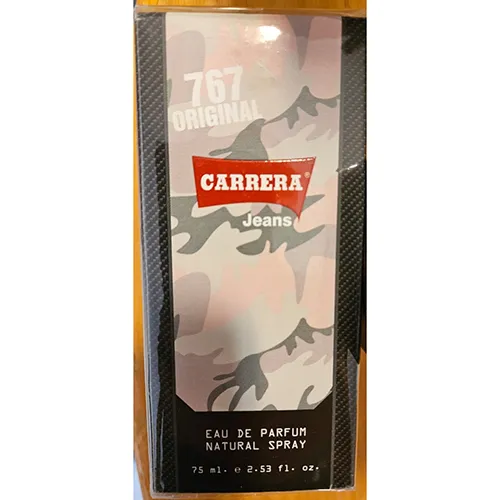 767
ORIGINAL
CARRERA®
Jeans
EAU DE PARFUM
NATURAL SPRAY
75 ml. e 2.53 fl. oz.